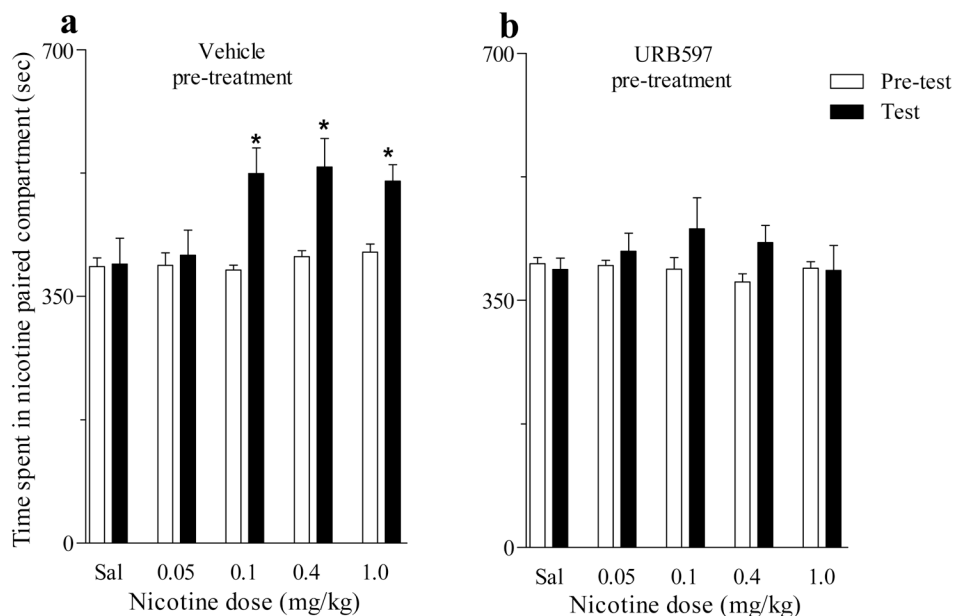 a
Vehicle
pre-treatment
Time spent in nicotine paired compartment (sec)
700
350
0
*
*
*
Sal 0.05 0.1 0.4 1.0
Nicotine dose (mg/kg)
b
URB597
pre-treatment
Pre-test
Test
700
350
0
Sal 0.05 0.1 0.4 1.0
Nicotine dose (mg/kg)